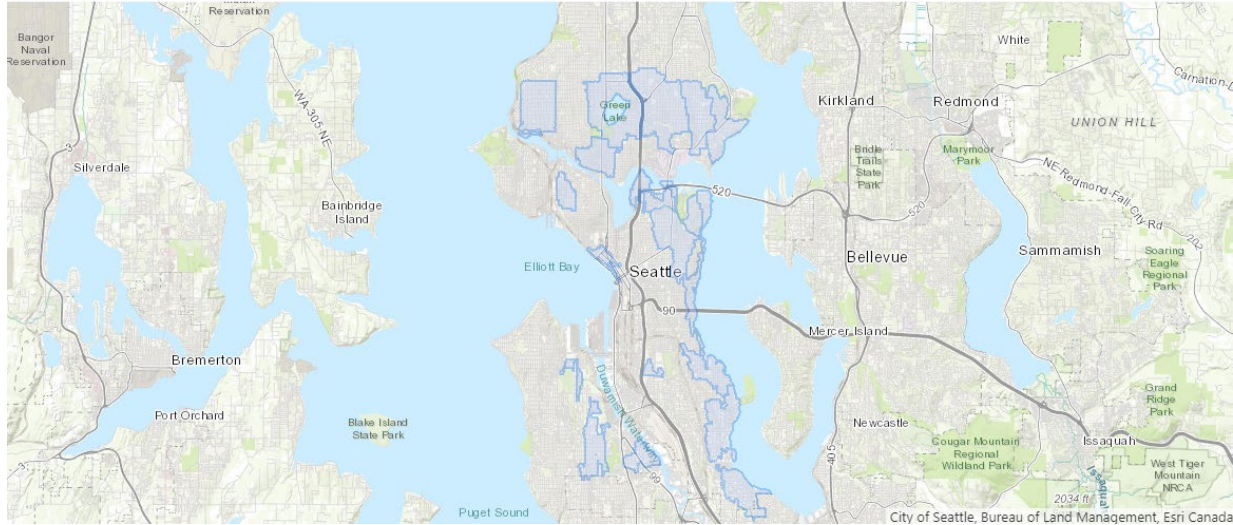 Reservation
Reservation
Bangor
Naval
Reservation
WA-305 NE
3
Silverdale
Bainbridge
Island
Bremerton
Port Orchard
3
Blake Island
State Park
Puget Sound
Elliott Bay
Green
Lake
Seattle
520
90
Duwamish Waterway
99
Kirkland
Redmond
White
Carnation-D
UNION HILL
Bridle
Trails
State
Park
Marymoor
Park
NE Redmond-Fall City Rd
202
520
Sammamish
Soaring
Eagle
Regional
Park
Bellevue
Mercer Island
Newcastle
405
Cougar Mountain
Regional
Wildland Park
Grand
Ridge
Park
Issaquah
Issaquah
West Tiger
Mountain
NRCA
2034 ft
City of Seattle, Bureau of Land Management, Esri Canada